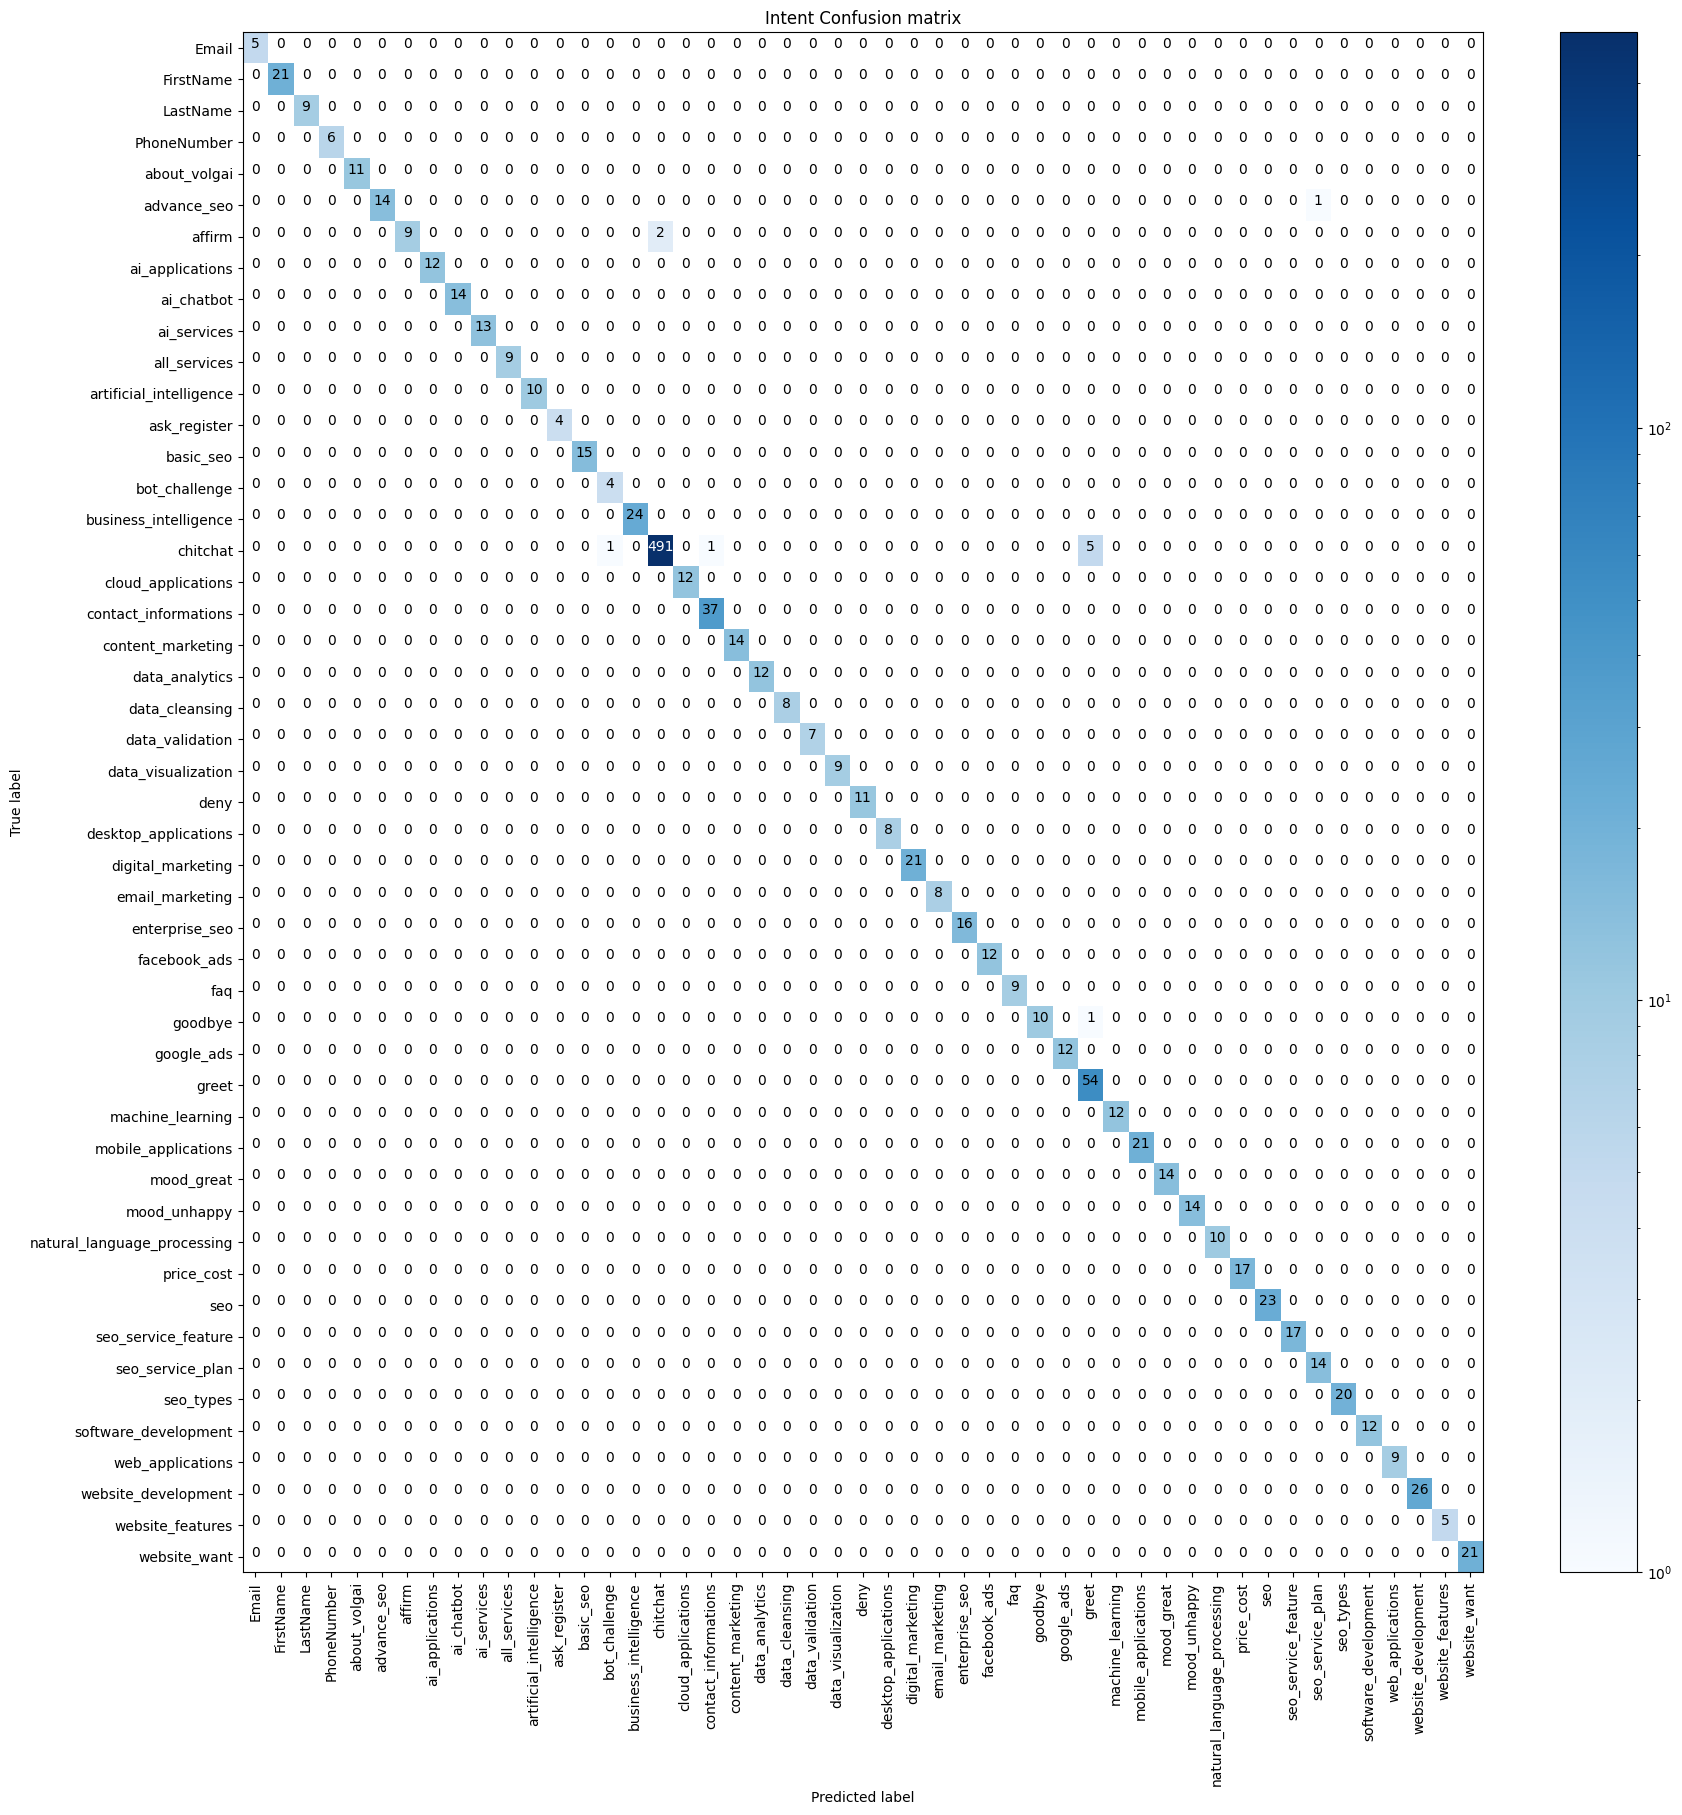 Intent Confusion matrix
Email 5 0 0 0 0 0 0 0 0 0 0 0 0 0 0 0 0 0 0 0 0 0 0 0 0 0 0 0 0 0 0 0 0 0 0 0 0 0 0 0 0 0 0 0 0 0 0 0 0
FirstName 0 21 0 0 0 0 0 0 0 0 0 0 0 0 0 0 0 0 0 0 0 0 0 0 0 0 0 0 0 0 0 0 0 0 0 0 0 0 0 0 0 0 0 0 0 0 0 0 0
LastName 0 0 9 0 0 0 0 0 0 0 0 0 0 0 0 0 0 0 0 0 0 0 0 0 0 0 0 0 0 0 0 0 0 0 0 0 0 0 0 0 0 0 0 0 0 0 0 0 0
PhoneNumber 0 0 0 6 0 0 0 0 0 0 0 0 0 0 0 0 0 0 0 0 0 0 0 0 0 0 0 0 0 0 0 0 0 0 0 0 0 0 0 0 0 0 0 0 0 0 0 0 0
about_volgai 0 0 0 0 11 0 0 0 0 0 0 0 0 0 0 0 0 0 0 0 0 0 0 0 0 0 0 0 0 0 0 0 0 0 0 0 0 0 0 0 0 0 0 0 0 0 0 0 0
advance_seo 0 0 0 0 0 14 0 0 0 0 0 0 0 0 0 0 0 0 0 0 0 0 0 0 0 0 0 0 0 0 0 0 0 0 0 0 0 0 0 0 0 0 1 0 0 0 0 0 0
affirm 0 0 0 0 0 0 9 0 0 0 0 0 0 0 0 0 2 0 0 0 0 0 0 0 0 0 0 0 0 0 0 0 0 0 0 0 0 0 0 0 0 0 0 0 0 0 0 0 0
ai_applications 0 0 0 0 0 0 0 12 0 0 0 0 0 0 0 0 0 0 0 0 0 0 0 0 0 0 0 0 0 0 0 0 0 0 0 0 0 0 0 0 0 0 0 0 0 0 0 0 0
ai_chatbot 0 0 0 0 0 0 0 0 14 0 0 0 0 0 0 0 0 0 0 0 0 0 0 0 0 0 0 0 0 0 0 0 0 0 0 0 0 0 0 0 0 0 0 0 0 0 0 0 0
ai_services 0 0 0 0 0 0 0 0 0 13 0 0 0 0 0 0 0 0 0 0 0 0 0 0 0 0 0 0 0 0 0 0 0 0 0 0 0 0 0 0 0 0 0 0 0 0 0 0 0
all_services 0 0 0 0 0 0 0 0 0 0 9 0 0 0 0 0 0 0 0 0 0 0 0 0 0 0 0 0 0 0 0 0 0 0 0 0 0 0 0 0 0 0 0 0 0 0 0 0 0
artificial_intelligence 0 0 0 0 0 0 0 0 0 0 0 10 0 0 0 0 0 0 0 0 0 0 0 0 0 0 0 0 0 0 0 0 0 0 0 0 0 0 0 0 0 0 0 0 0 0 0 0 0
ask_register 0 0 0 0 0 0 0 0 0 0 0 0 4 0 0 0 0 0 0 0 0 0 0 0 0 0 0 0 0 0 0 0 0 0 0 0 0 0 0 0 0 0 0 0 0 0 0 0 0
basic_seo 0 0 0 0 0 0 0 0 0 0 0 0 0 15 0 0 0 0 0 0 0 0 0 0 0 0 0 0 0 0 0 0 0 0 0 0 0 0 0 0 0 0 0 0 0 0 0 0 0
bot_challenge 0 0 0 0 0 0 0 0 0 0 0 0 0 0 4 0 0 0 0 0 0 0 0 0 0 0 0 0 0 0 0 0 0 0 0 0 0 0 0 0 0 0 0 0 0 0 0 0 0
business_intelligence 0 0 0 0 0 0 0 0 0 0 0 0 0 0 0 24 0 0 0 0 0 0 0 0 0 0 0 0 0 0 0 0 0 0 0 0 0 0 0 0 0 0 0 0 0 0 0 0 0
chitchat 0 0 0 0 0 0 0 0 0 0 0 0 0 0 1 0 491 0 1 0 0 0 0 0 0 0 0 0 0 0 0 0 0 5 0 0 0 0 0 0 0 0 0 0 0 0 0 0 0
cloud_applications 0 0 0 0 0 0 0 0 0 0 0 0 0 0 0 0 0 12 0 0 0 0 0 0 0 0 0 0 0 0 0 0 0 0 0 0 0 0 0 0 0 0 0 0 0 0 0 0 0
contact_informations 0 0 0 0 0 0 0 0 0 0 0 0 0 0 0 0 0 0 37 0 0 0 0 0 0 0 0 0 0 0 0 0 0 0 0 0 0 0 0 0 0 0 0 0 0 0 0 0 0
content_marketing 0 0 0 0 0 0 0 0 0 0 0 0 0 0 0 0 0 0 0 14 0 0 0 0 0 0 0 0 0 0 0 0 0 0 0 0 0 0 0 0 0 0 0 0 0 0 0 0 0
data_analytics 0 0 0 0 0 0 0 0 0 0 0 0 0 0 0 0 0 0 0 0 12 0 0 0 0 0 0 0 0 0 0 0 0 0 0 0 0 0 0 0 0 0 0 0 0 0 0 0 0
data_cleansing 0 0 0 0 0 0 0 0 0 0 0 0 0 0 0 0 0 0 0 0 0 8 0 0 0 0 0 0 0 0 0 0 0 0 0 0 0 0 0 0 0 0 0 0 0 0 0 0 0
data_validation 0 0 0 0 0 0 0 0 0 0 0 0 0 0 0 0 0 0 0 0 0 0 7 0 0 0 0 0 0 0 0 0 0 0 0 0 0 0 0 0 0 0 0 0 0 0 0 0 0
data_visualization 0 0 0 0 0 0 0 0 0 0 0 0 0 0 0 0 0 0 0 0 0 0 0 9 0 0 0 0 0 0 0 0 0 0 0 0 0 0 0 0 0 0 0 0 0 0 0 0 0
deny 0 0 0 0 0 0 0 0 0 0 0 0 0 0 0 0 0 0 0 0 0 0 0 0 11 0 0 0 0 0 0 0 0 0 0 0 0 0 0 0 0 0 0 0 0 0 0 0 0
desktop_applications 0 0 0 0 0 0 0 0 0 0 0 0 0 0 0 0 0 0 0 0 0 0 0 0 0 8 0 0 0 0 0 0 0 0 0 0 0 0 0 0 0 0 0 0 0 0 0 0 0
digital_marketing 0 0 0 0 0 0 0 0 0 0 0 0 0 0 0 0 0 0 0 0 0 0 0 0 0 0 21 0 0 0 0 0 0 0 0 0 0 0 0 0 0 0 0 0 0 0 0 0 0
email_marketing 0 0 0 0 0 0 0 0 0 0 0 0 0 0 0 0 0 0 0 0 0 0 0 0 0 0 0 8 0 0 0 0 0 0 0 0 0 0 0 0 0 0 0 0 0 0 0 0 0
enterprise_seo 0 0 0 0 0 0 0 0 0 0 0 0 0 0 0 0 0 0 0 0 0 0 0 0 0 0 0 0 16 0 0 0 0 0 0 0 0 0 0 0 0 0 0 0 0 0 0 0 0
facebook_ads 0 0 0 0 0 0 0 0 0 0 0 0 0 0 0 0 0 0 0 0 0 0 0 0 0 0 0 0 0 12 0 0 0 0 0 0 0 0 0 0 0 0 0 0 0 0 0 0 0
faq 0 0 0 0 0 0 0 0 0 0 0 0 0 0 0 0 0 0 0 0 0 0 0 0 0 0 0 0 0 0 9 0 0 0 0 0 0 0 0 0 0 0 0 0 0 0 0 0 0
goodbye 0 0 0 0 0 0 0 0 0 0 0 0 0 0 0 0 0 0 0 0 0 0 0 0 0 0 0 0 0 0 0 10 0 1 0 0 0 0 0 0 0 0 0 0 0 0 0 0 0
google_ads 0 0 0 0 0 0 0 0 0 0 0 0 0 0 0 0 0 0 0 0 0 0 0 0 0 0 0 0 0 0 0 0 12 0 0 0 0 0 0 0 0 0 0 0 0 0 0 0 0
greet 0 0 0 0 0 0 0 0 0 0 0 0 0 0 0 0 0 0 0 0 0 0 0 0 0 0 0 0 0 0 0 0 0 54 0 0 0 0 0 0 0 0 0 0 0 0 0 0 0
machine_learning 0 0 0 0 0 0 0 0 0 0 0 0 0 0 0 0 0 0 0 0 0 0 0 0 0 0 0 0 0 0 0 0 0 0 12 0 0 0 0 0 0 0 0 0 0 0 0 0 0
mobile_applications 0 0 0 0 0 0 0 0 0 0 0 0 0 0 0 0 0 0 0 0 0 0 0 0 0 0 0 0 0 0 0 0 0 0 0 21 0 0 0 0 0 0 0 0 0 0 0 0 0
mood_great 0 0 0 0 0 0 0 0 0 0 0 0 0 0 0 0 0 0 0 0 0 0 0 0 0 0 0 0 0 0 0 0 0 0 0 0 14 0 0 0 0 0 0 0 0 0 0 0 0
mood_unhappy 0 0 0 0 0 0 0 0 0 0 0 0 0 0 0 0 0 0 0 0 0 0 0 0 0 0 0 0 0 0 0 0 0 0 0 0 0 14 0 0 0 0 0 0 0 0 0 0 0
natural_language_processing 0 0 0 0 0 0 0 0 0 0 0 0 0 0 0 0 0 0 0 0 0 0 0 0 0 0 0 0 0 0 0 0 0 0 0 0 0 0 10 0 0 0 0 0 0 0 0 0 0
price_cost 0 0 0 0 0 0 0 0 0 0 0 0 0 0 0 0 0 0 0 0 0 0 0 0 0 0 0 0 0 0 0 0 0 0 0 0 0 0 0 17 0 0 0 0 0 0 0 0 0
seo 0 0 0 0 0 0 0 0 0 0 0 0 0 0 0 0 0 0 0 0 0 0 0 0 0 0 0 0 0 0 0 0 0 0 0 0 0 0 0 0 23 0 0 0 0 0 0 0 0
seo_service_feature 0 0 0 0 0 0 0 0 0 0 0 0 0 0 0 0 0 0 0 0 0 0 0 0 0 0 0 0 0 0 0 0 0 0 0 0 0 0 0 0 0 17 0 0 0 0 0 0 0
seo_service_plan 0 0 0 0 0 0 0 0 0 0 0 0 0 0 0 0 0 0 0 0 0 0 0 0 0 0 0 0 0 0 0 0 0 0 0 0 0 0 0 0 0 0 14 0 0 0 0 0 0
seo_types 0 0 0 0 0 0 0 0 0 0 0 0 0 0 0 0 0 0 0 0 0 0 0 0 0 0 0 0 0 0 0 0 0 0 0 0 0 0 0 0 0 0 0 20 0 0 0 0 0
software_development 0 0 0 0 0 0 0 0 0 0 0 0 0 0 0 0 0 0 0 0 0 0 0 0 0 0 0 0 0 0 0 0 0 0 0 0 0 0 0 0 0 0 0 0 12 0 0 0 0
web_applications 0 0 0 0 0 0 0 0 0 0 0 0 0 0 0 0 0 0 0 0 0 0 0 0 0 0 0 0 0 0 0 0 0 0 0 0 0 0 0 0 0 0 0 0 0 9 0 0 0
website_development 0 0 0 0 0 0 0 0 0 0 0 0 0 0 0 0 0 0 0 0 0 0 0 0 0 0 0 0 0 0 0 0 0 0 0 0 0 0 0 0 0 0 0 0 0 0 26 0 0
website_features 0 0 0 0 0 0 0 0 0 0 0 0 0 0 0 0 0 0 0 0 0 0 0 0 0 0 0 0 0 0 0 0 0 0 0 0 0 0 0 0 0 0 0 0 0 0 0 5 0
website_want 0 0 0 0 0 0 0 0 0 0 0 0 0 0 0 0 0 0 0 0 0 0 0 0 0 0 0 0 0 0 0 0 0 0 0 0 0 0 0 0 0 0 0 0 0 0 0 0 21
True label
Email
FirstName
LastName
PhoneNumber
about_volgai
advance_seo
affirm
ai_applications
ai_chatbot
ai_services
all_services
artificial_intelligence
ask_register
basic_seo
bot_challenge
business_intelligence
chitchat
cloud_applications
contact_informations
content_marketing
data_analytics
data_cleansing
data_validation
data_visualization
deny
desktop_applications
digital_marketing
email_marketing
enterprise_seo
facebook_ads
faq
goodbye
google_ads
greet
machine_learning
mobile_applications
mood_great
mood_unhappy
natural_language_processing
price_cost
seo
seo_service_feature
seo_service_plan
seo_types
software_development
web_applications
website_development
website_features
website_want
Predicted label
10²
10¹
10⁰